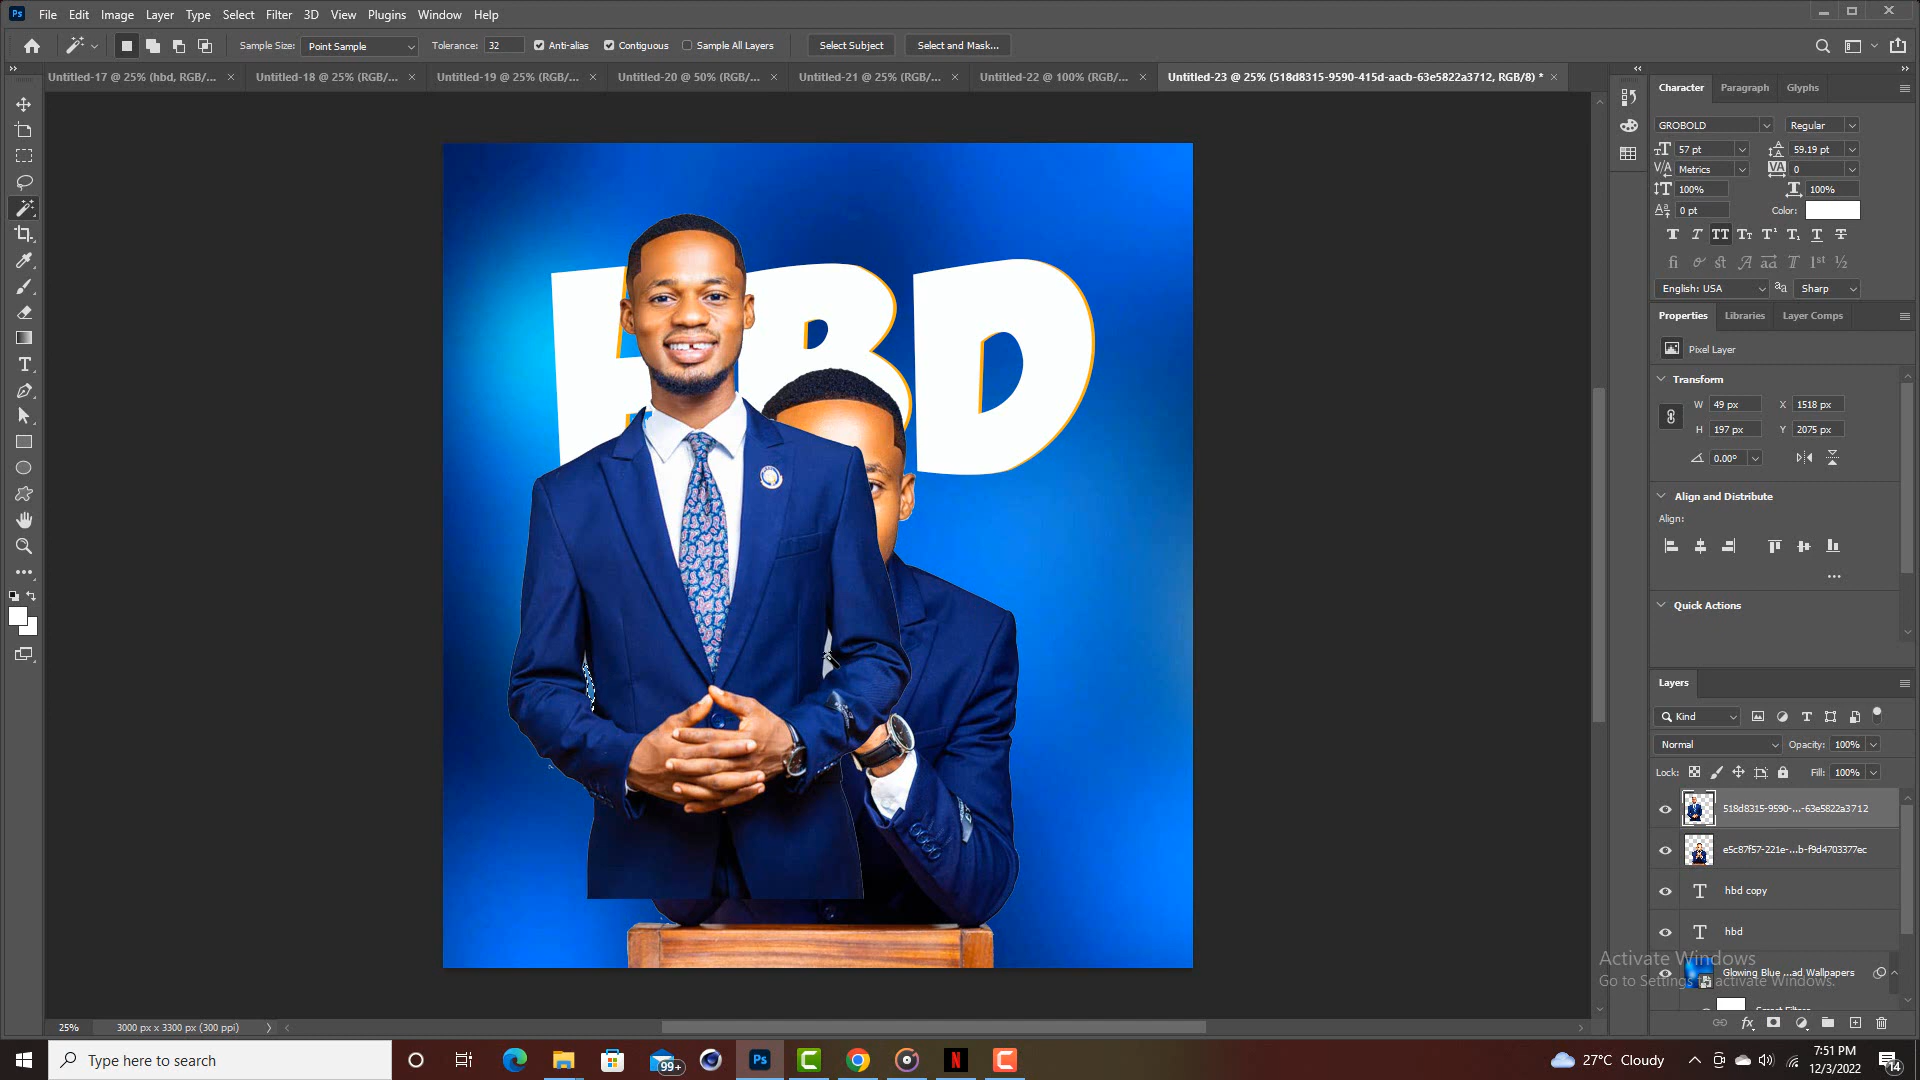 Ps File Edit Image Layer Type Select Filter 3D View Plugins Window Help
Sample Size: Point Sample Tolerance: 32 Anti-alias Contiguous Sample All Layers Select Subject Select and Mask...
Untitled-17 @ 25% (hbd, RGB/... Untitled-18 @ 25% (RGB/... Untitled-19 @ 25% (RGB/... Untitled-20 @ 50% (RGB/... Untitled-21 @ 25% (RGB/... Untitled-22 @ 100% (RGB/... Untitled-23 @ 25% (518d8315-9590-415d-aacb-63e5822a3712, RGB/8) *
Character Paragraph Glyphs
GROBOLD Regular
57 pt 59.19 pt
Metrics 0
100% 100%
0 pt Color:
English: USA Sharp
Properties Libraries Layer Comps
Pixel Layer
Transform
W 49 px X 1518 px
H 197 px Y 2075 px
0.00°
Align and Distribute
Align:
Quick Actions
Layers
Kind
Normal Opacity: 100%
Lock: Fill: 100%
518d8315-9590-...-63e5822a3712
e5c87f57-221e-...b-f9d4703377ec
hbd copy
hbd
Glowing Blue ...ad Wallpapers
Smart Filters
HBD
Activate Windows
Go to Settings to activate Windows.
25% 3000 px x 3300 px (300 ppi)
Type here to search 99+ Ps N 27°C Cloudy 7:51 PM
12/3/2022 14